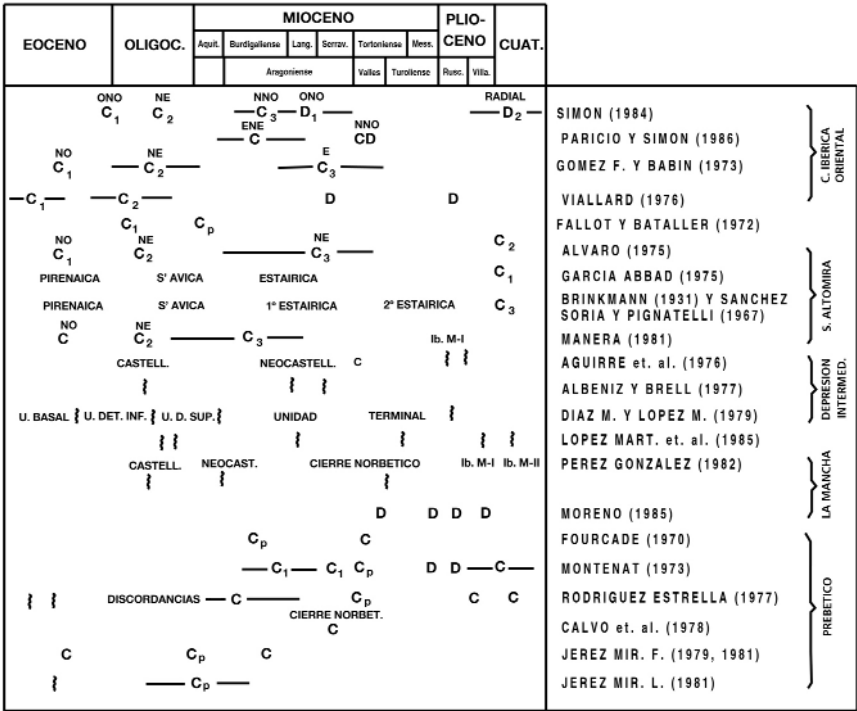 EOCENO OLIGOC. MIOCENO PLIO-CENO CUAT.
Aquit. Burdigaliense Lang. Serrav. Tortoniense Mess.
Aragoniense Valles Turoliense Rusc. Villa.
ONO NE NNO ONO RADIAL
C1 C2 C3 D1 D2 SIMON (1984)
ENE NNO
C CD PARICIO Y SIMON (1986)
NO NE E
C1 C2 C3 GOMEZ F. Y BABIN (1973)
C1 C2 D D VIALLARD (1976)
C1 Cp FALLOT Y BATALLER (1972)
C. IBERICA ORIENTAL
NO NE NE
C1 C2 C3 C2 ALVARO (1975)
PIRENAICA S'AVICA ESTAIRICA C1 GARCIA ABBAD (1975)
PIRENAICA S'AVICA 1ª ESTAIRICA 2ª ESTAIRICA C3 BRINKMANN (1931) Y SANCHEZ
SORIA Y PIGNATELLI (1967)
NO NE
C C2 C3 Ib. M-I MANERA (1981)
S. ALTOMIRA
CASTELL. NEOCASTELL. C AGUIRRE et. al. (1976)
ALBENIZ Y BRELL (1977)
U. BASAL U. DET. INF. U. D. SUP. UNIDAD TERMINAL DIAZ M. Y LOPEZ M. (1979)
LOPEZ MART. et. al. (1985)
DEPRESION INTERMED.
CASTELL. NEOCAST. CIERRE NORBETICO Ib. M-I Ib. M-II PEREZ GONZALEZ (1982)
D D D D MORENO (1985)
LA MANCHA
Cp C FOURCADE (1970)
C1 C1 Cp D D C MONTENAT (1973)
DISCORDANCIAS C Cp C C RODRIGUEZ ESTRELLA (1977)
CIERRE NORBET.
C CALVO et. al. (1978)
C Cp C JEREZ MIR. F. (1979, 1981)
Cp JEREZ MIR. L. (1981)
PREBETICO